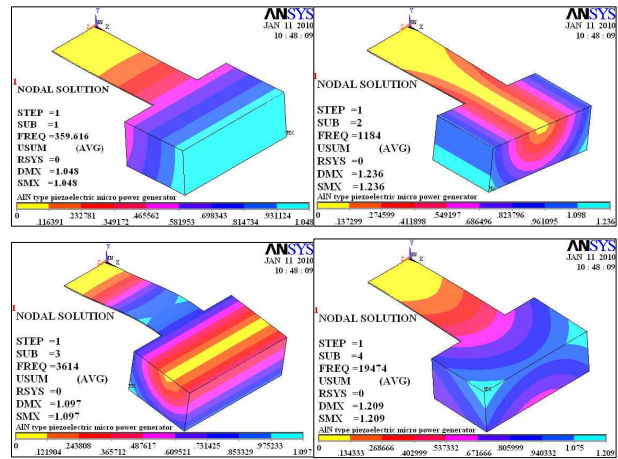 ANSYS
JAN 11 2010
10:48:09
Y
Z X
1
NODAL SOLUTION
STEP =1
SUB =1
FREQ =359.616
USUM (AVG)
RSYS=0
DMX =1.048
SMX =1.048
MX
AlN type piezoelectric micro power generator
0 .232781 .465562 .698343 .931124
.116391 .349172 .581953 .814734 1.048
ANSYS
JAN 11 2010
10:48:09
Y
Z X
1
NODAL SOLUTION
STEP =1
SUB =2
FREQ =1184
USUM (AVG)
RSYS=0
DMX =1.236
SMX =1.236
AlN type piezoelectric micro power generator
0 .274599 .549197 .823796 1.098
.137299 .411898 .686496 .961095 1.236
ANSYS
JAN 11 2010
10:48:09
Y
Z X
1
NODAL SOLUTION
STEP =1
SUB =3
FREQ =3614
USUM (AVG)
RSYS=0
DMX =1.097
SMX =1.097
AlN type piezoelectric micro power generator
0 .243808 .487617 .731425 .975233
.121904 .365712 .609521 .853329 1.097
ANSYS
JAN 11 2010
10:48:09
Y
Z X
1
NODAL SOLUTION
STEP =1
SUB =4
FREQ =19474
USUM (AVG)
RSYS=0
DMX =1.209
SMX =1.209
MX
AlN type piezoelectric micro power generator
0 .268666 .537332 .805999 1.075
.134333 .402999 .671666 .940332 1.209